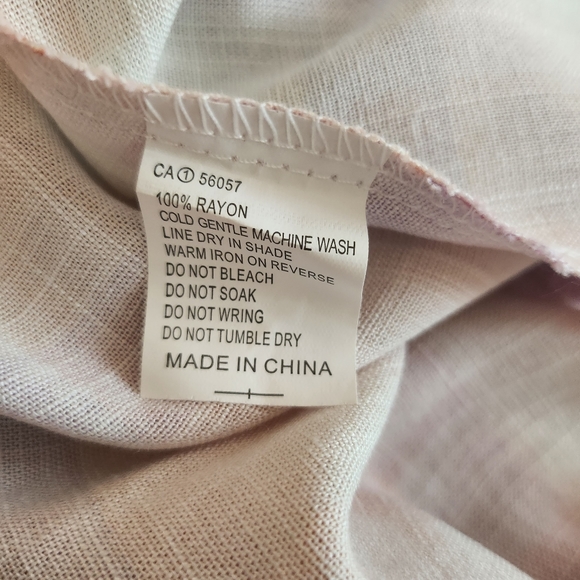 CA① 56057
100% RAYON
COLD GENTLE MACHINE WASH
LINE DRY IN SHADE
WARM IRON ON REVERSE
DO NOT BLEACH
DO NOT SOAK
DO NOT WRING
DO NOT TUMBLE DRY
MADE IN CHINA